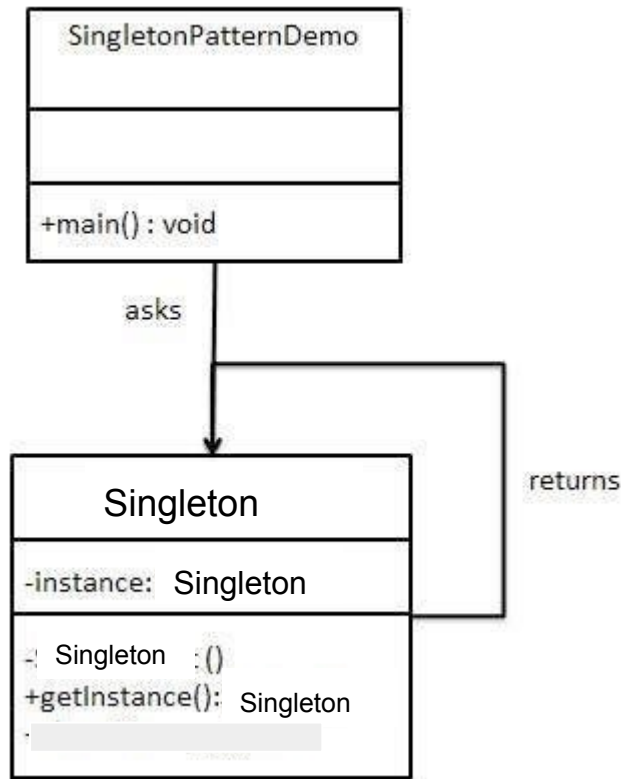 SingletonPatternDemo
+main() : void
asks
returns
Singleton
-instance: Singleton
- Singleton ()
+getInstance(): Singleton